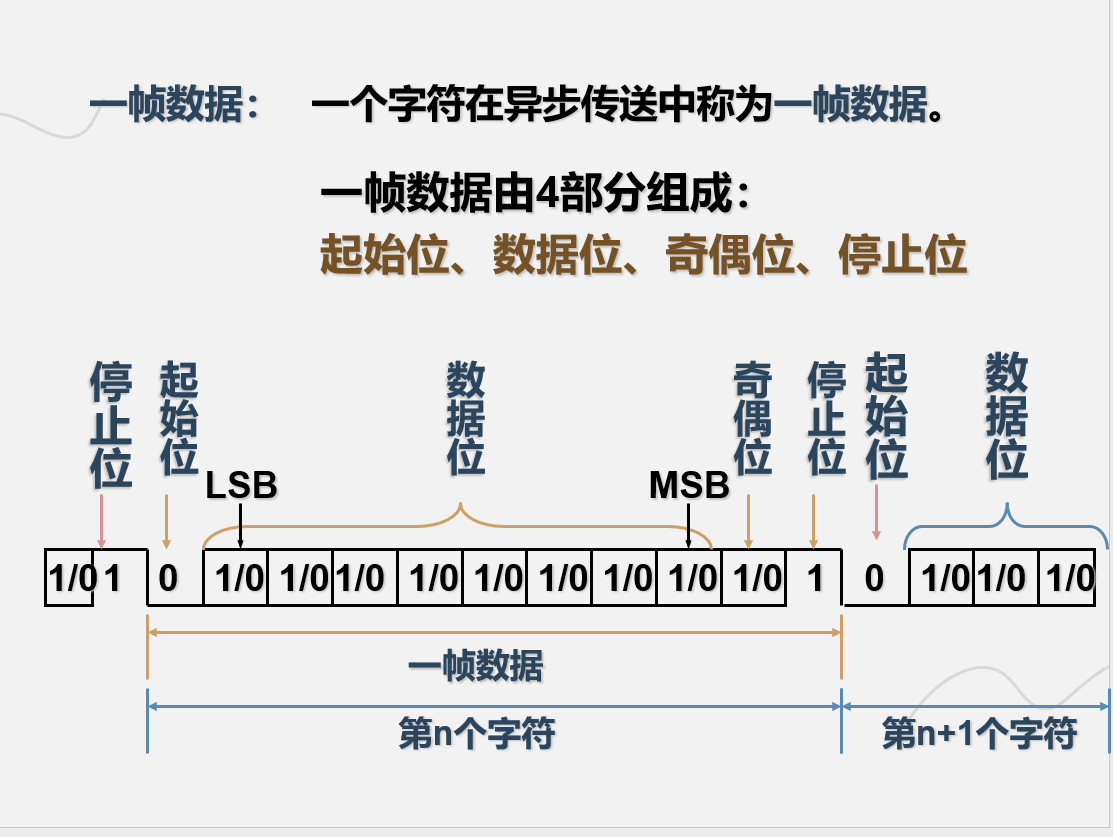 一帧数据： 一个字符在异步传送中称为一帧数据。
一帧数据由4部分组成：
起始位、数据位、奇偶位、停止位
停止位
起始位
数据位
奇偶位
停止位
起始位
数据位
LSB
MSB
1/0 1 0 1/0 1/0 1/0 1/0 1/0 1/0 1/0 1/0 1/0 1 0 1/0 1/0 1/0
一帧数据
第n个字符 第n+1个字符